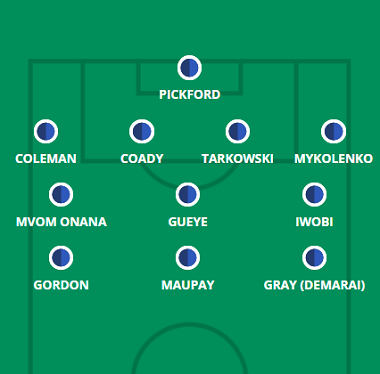 PICKFORD
COLEMAN COADY TARKOWSKI MYKOLENKO
MVOM ONANA GUEYE IWOBI
GORDON MAUPAY GRAY (DEMARAI)